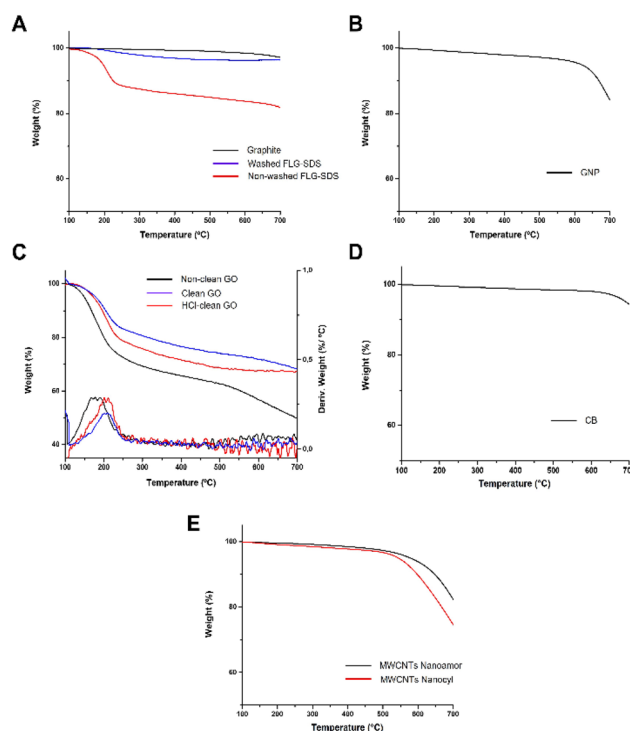 A
Weight (%)
100
80
60
Graphite
Washed FLG-SDS
Non-washed FLG-SDS
100 200 300 400 500 600 700
Temperature (ºC)
B
Weight (%)
100
80
60
GNP
100 200 300 400 500 600 700
Temperature (ºC)
C
Weight (%)
100
80
60
40
Non-clean GO
Clean GO
HCl-clean GO
1,0
0,5
0,0
Deriv. Weight (%/ ºC)
100 200 300 400 500 600 700
Temperature (ºC)
D
Weight (%)
100
80
60
CB
100 200 300 400 500 600 700
Temperature (ºC)
E
Weight (%)
100
80
60
MWCNTs Nanoamor
MWCNTs Nanocyl
100 200 300 400 500 600 700
Temperature (ºC)